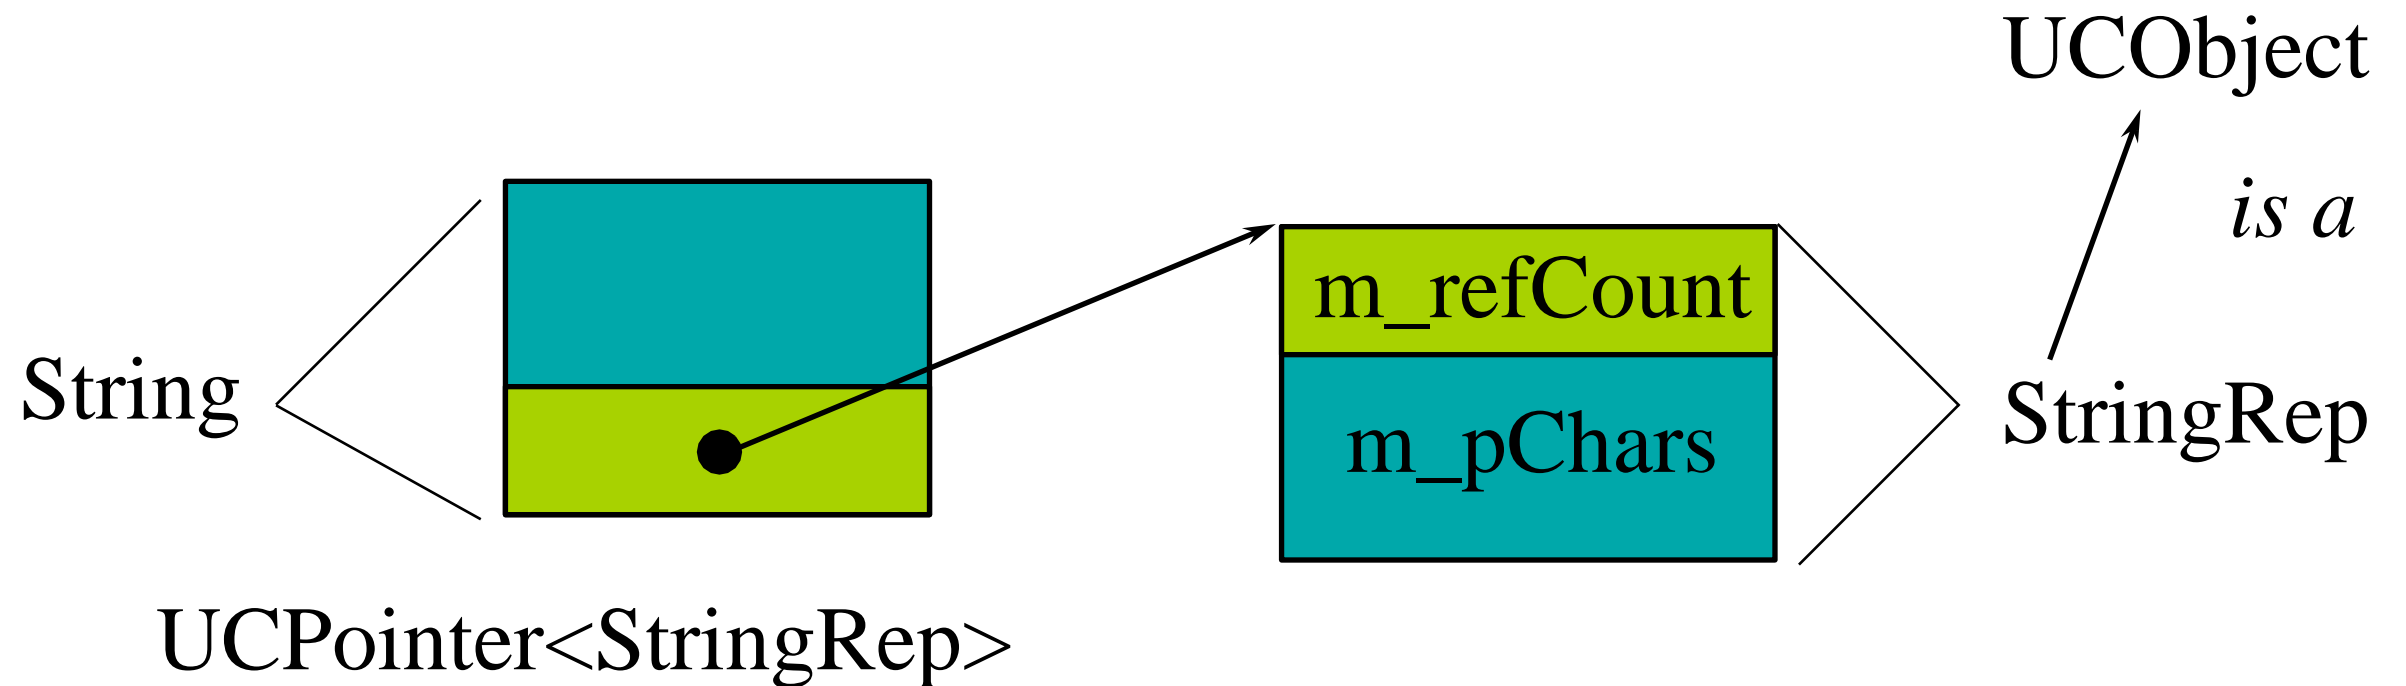 UCObject
is a
m_refCount
String
StringRep
m_pChars
UCPointer<StringRep>